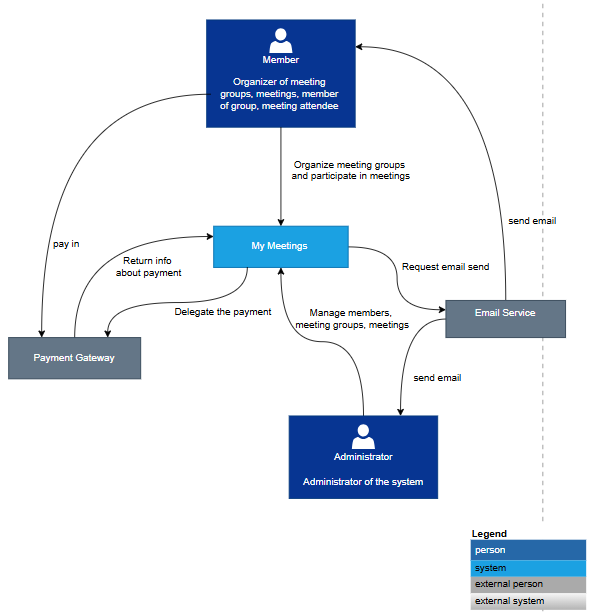 Member
Organizer of meeting
groups, meetings, member
of group, meeting attendee
Organize meeting groups
and participate in meetings
send email
pay in
My Meetings
Return info
about payment
Request email send
Delegate the payment
Manage members,
meeting groups, meetings
Email Service
Payment Gateway
send email
Administrator
Administrator of the system
Legend
person
system
external person
external system